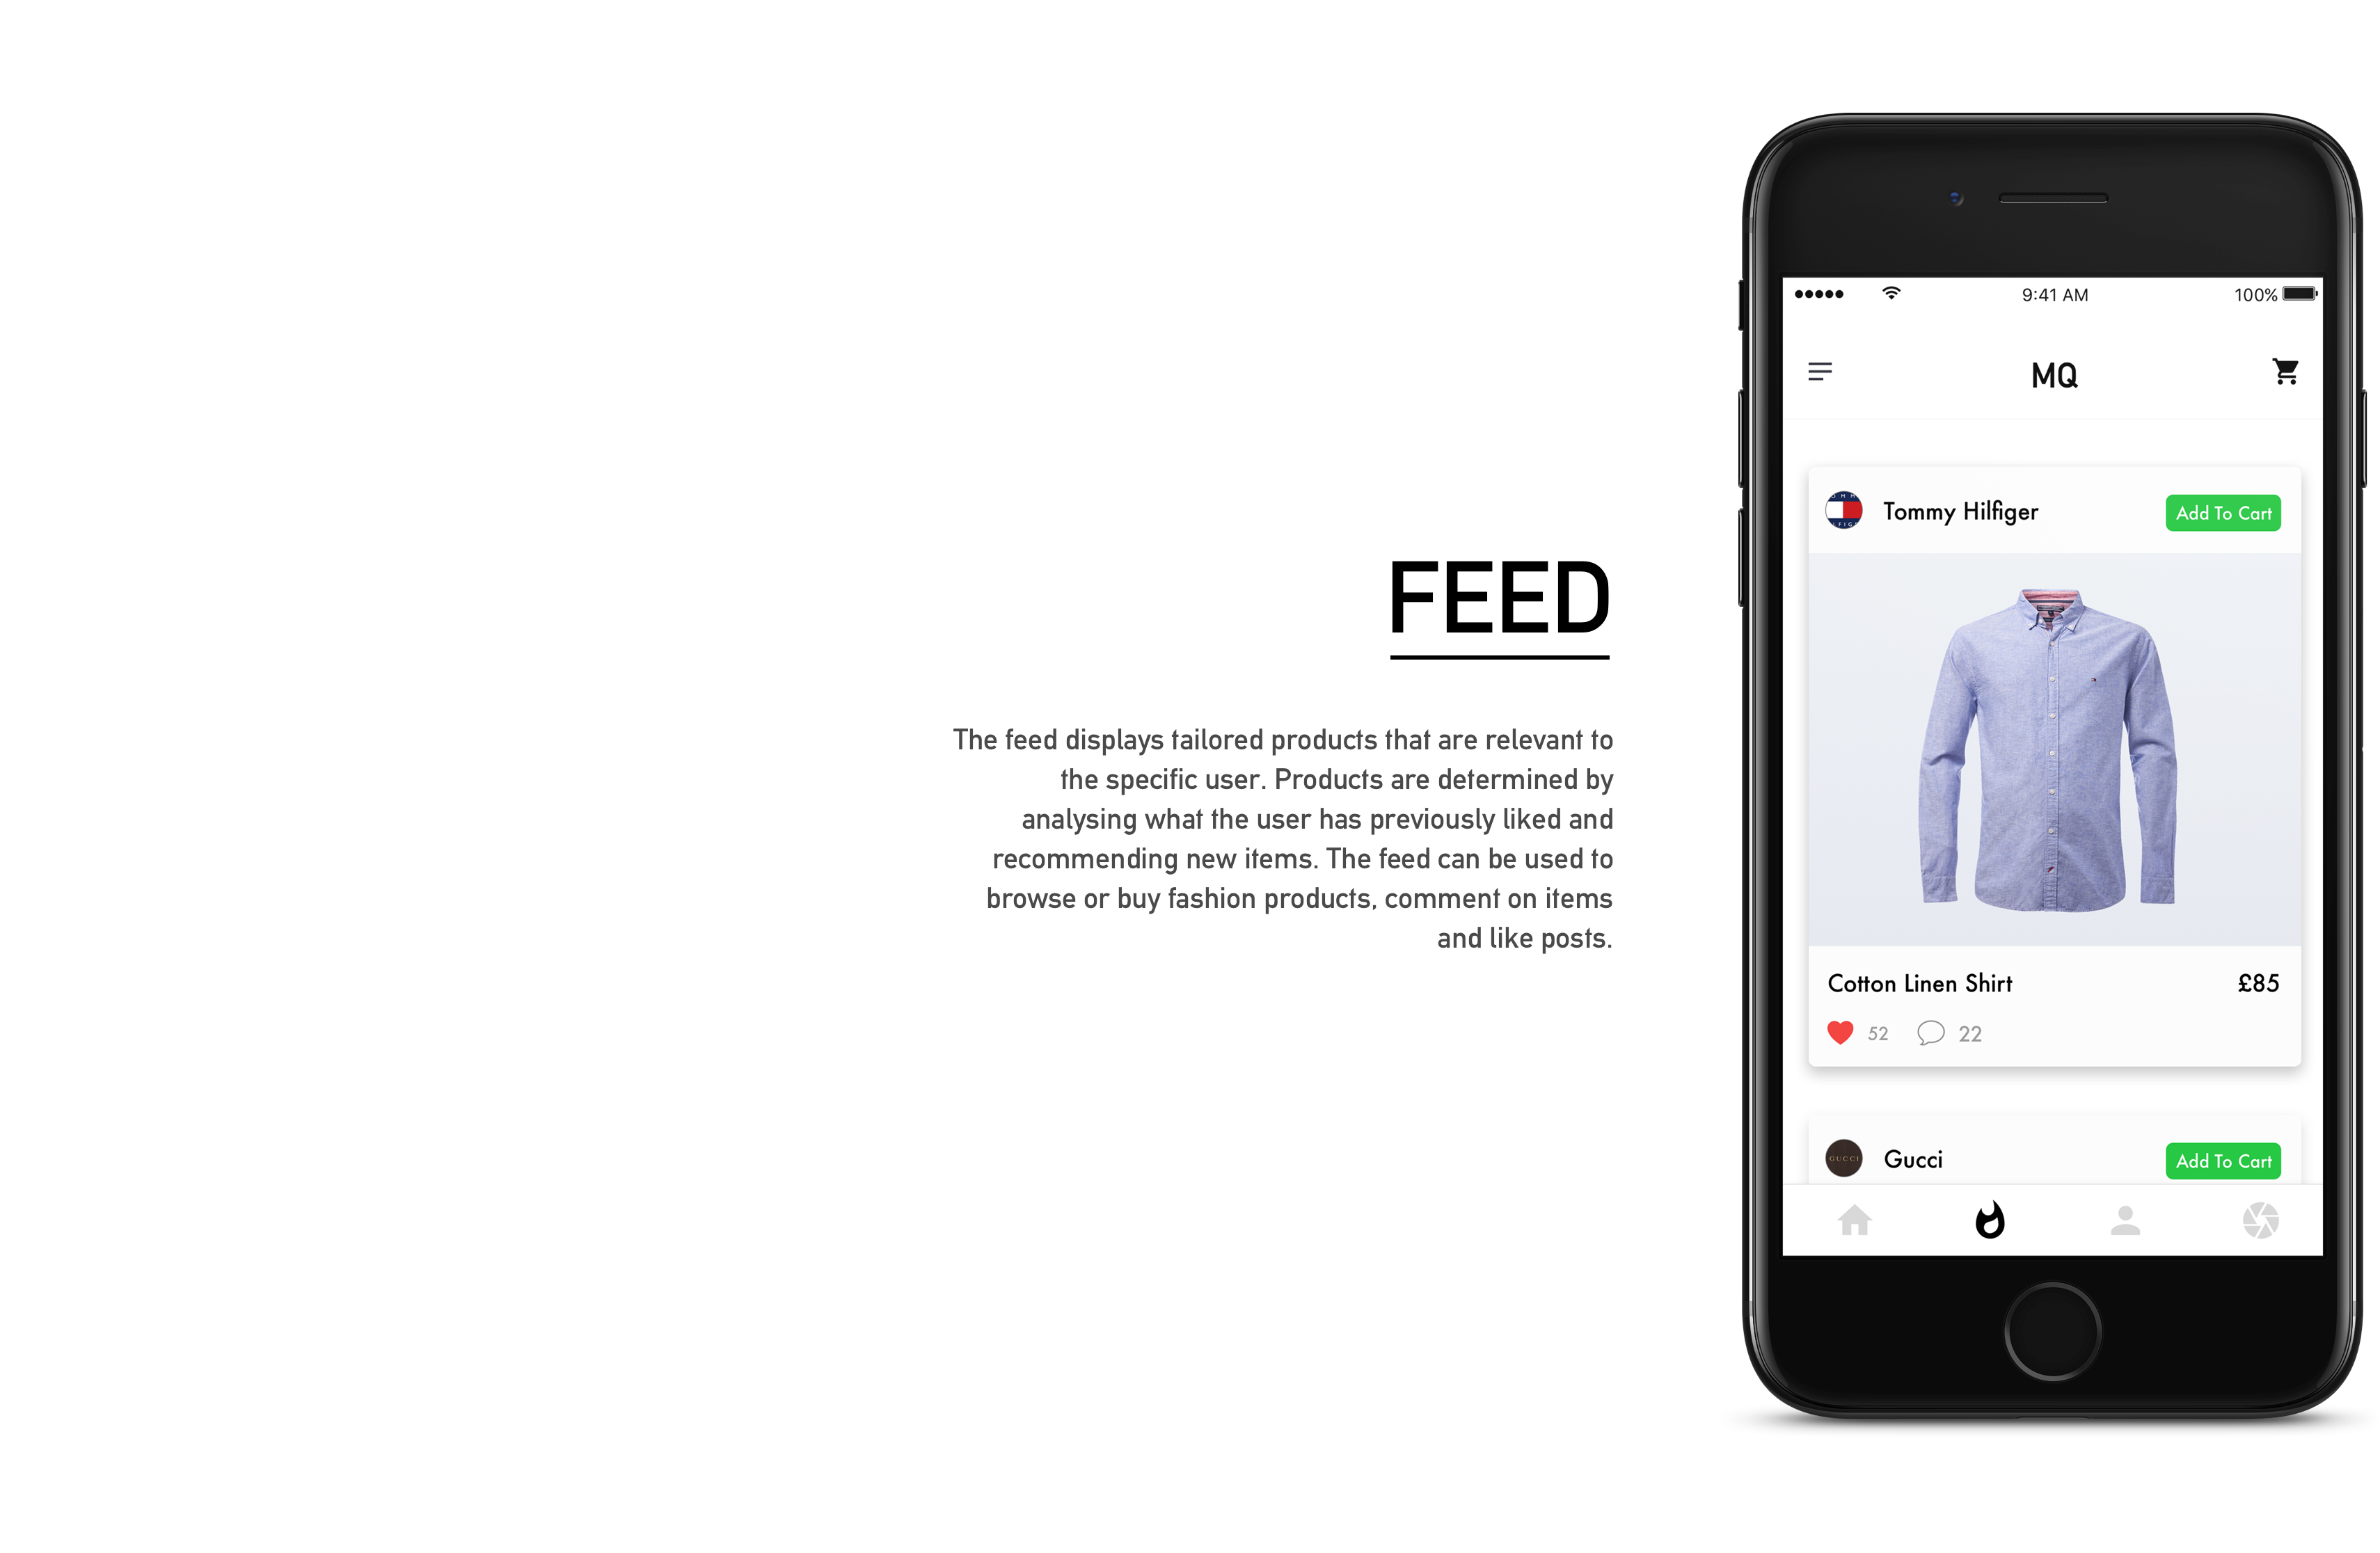 FEED
The feed displays tailored products that are relevant to
the specific user. Products are determined by
analysing what the user has previously liked and
recommending new items. The feed can be used to
browse or buy fashion products, comment on items
and like posts.
9:41 AM
100%
MQ
Tommy Hilfiger
Add To Cart
Cotton Linen Shirt
£85
52
22
GUCCI
Gucci
Add To Cart